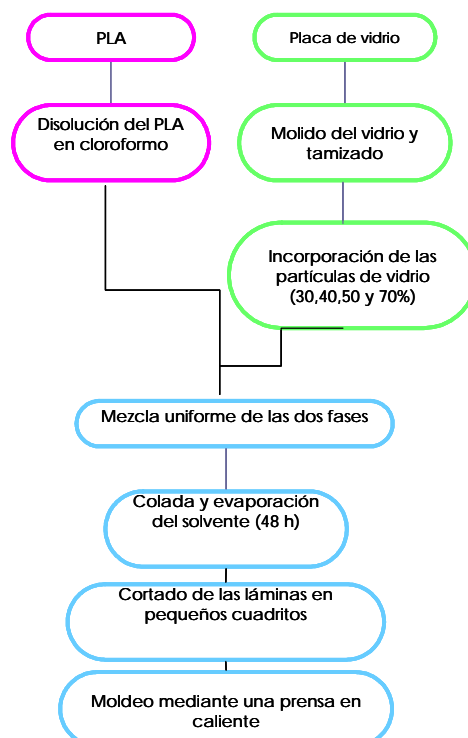 PLA
Placa de vidrio
Disolución del PLA
en cloroformo
Molido del vidrio y
tamizado
Incorporación de las
partículas de vidrio
(30,40,50 y 70%)
Mezcla uniforme de las dos fases
Colada y evaporación
del solvente (48 h)
Cortado de las láminas en
pequeños cuadritos
Moldeo mediante una prensa en
caliente